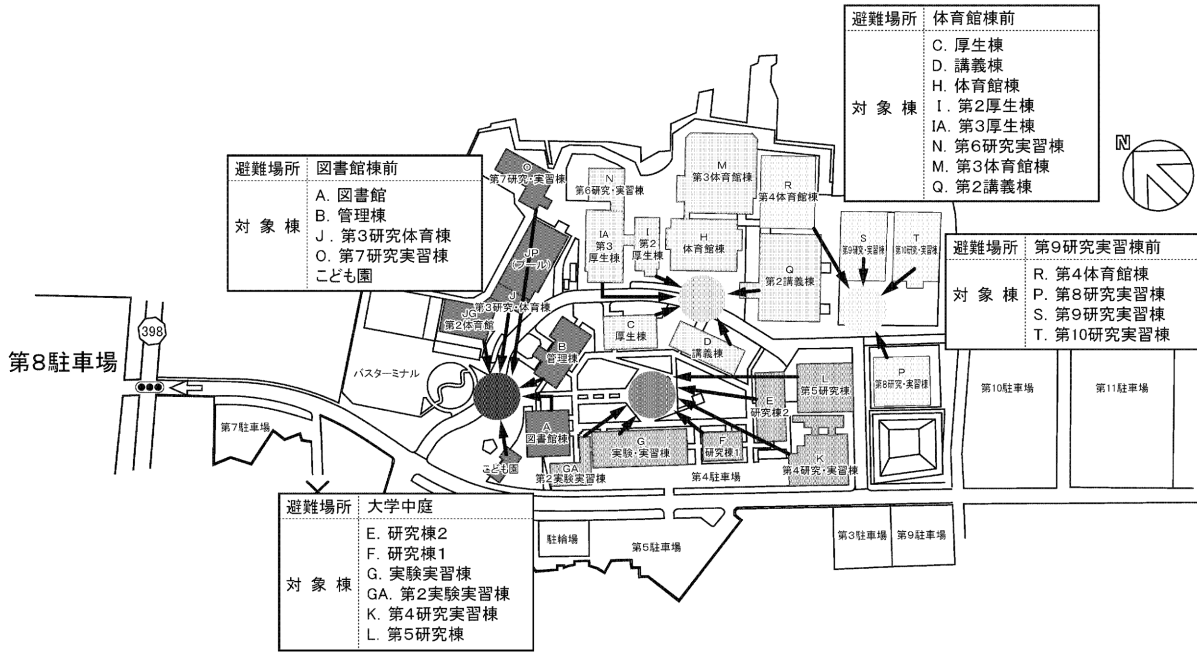 避難場所 体育館棟前
対象棟
C. 厚生棟
D. 講義棟
H. 体育館棟
I. 第2厚生棟
IA. 第3厚生棟
N. 第6研究実習棟
M. 第3体育館棟
Q. 第2講義棟
N
避難場所 図書館棟前
対象棟
A. 図書館
B. 管理棟
J. 第3研究体育棟
O. 第7研究実習棟
こども園
避難場所 第9研究実習棟前
対象棟
R. 第4体育館棟
P. 第8研究実習棟
S. 第9研究実習棟
T. 第10研究実習棟
O
第7研究・実習棟
N
第6研究・実習棟
M
第3体育館棟
R
第4体育館棟
IA
第3
厚生棟
I
第2
厚生棟
H
体育館棟
S
第9研究・実習棟
T
第10研究・実習棟
JP
(プール)
Q
第2講義棟
J
第3研究・体育棟
JG
第2体育館
C
厚生棟
D
講義棟
B
管理棟
398
第8駐車場
バスターミナル
L
第5研究棟
P
第8研究・実習棟
第10駐車場
第11駐車場
E
研究棟2
第7駐車場
A
図書館棟
G
実験・実習棟
F
研究棟1
K
第4研究・実習棟
こども園
GA
第2実験実習棟
第4駐車場
避難場所 大学中庭
対象棟
E. 研究棟2
F. 研究棟1
G. 実験実習棟
GA. 第2実験実習棟
K. 第4研究実習棟
L. 第5研究棟
駐輪場
第5駐車場
第3駐車場
第9駐車場